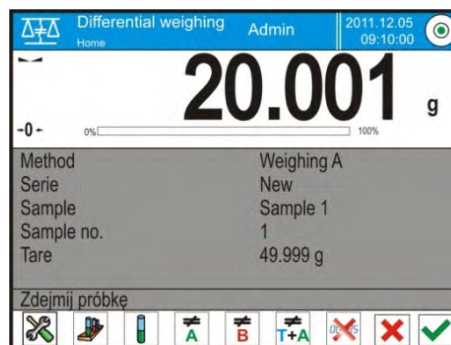 Differential weighing Admin 2011.12.05
Home 09:10:00
20.001 g
-0- 0% 100%
Method Weighing A
Serie New
Sample Sample 1
Sample no. 1
Tare 49.999 g
Zdejmij próbkę
A B T+A